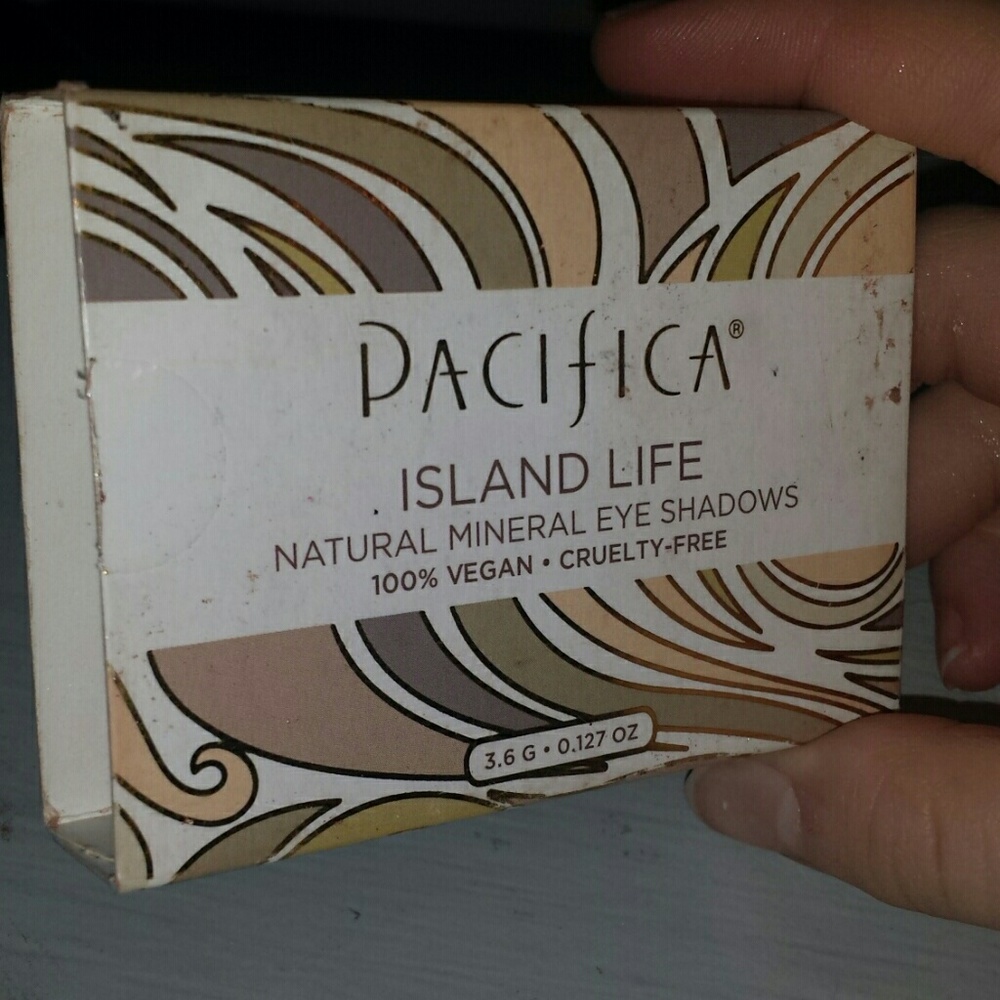 PACIFICA®
ISLAND LIFE
NATURAL MINERAL EYE SHADOWS
100% VEGAN • CRUELTY-FREE
3.6 G • 0.127 OZ